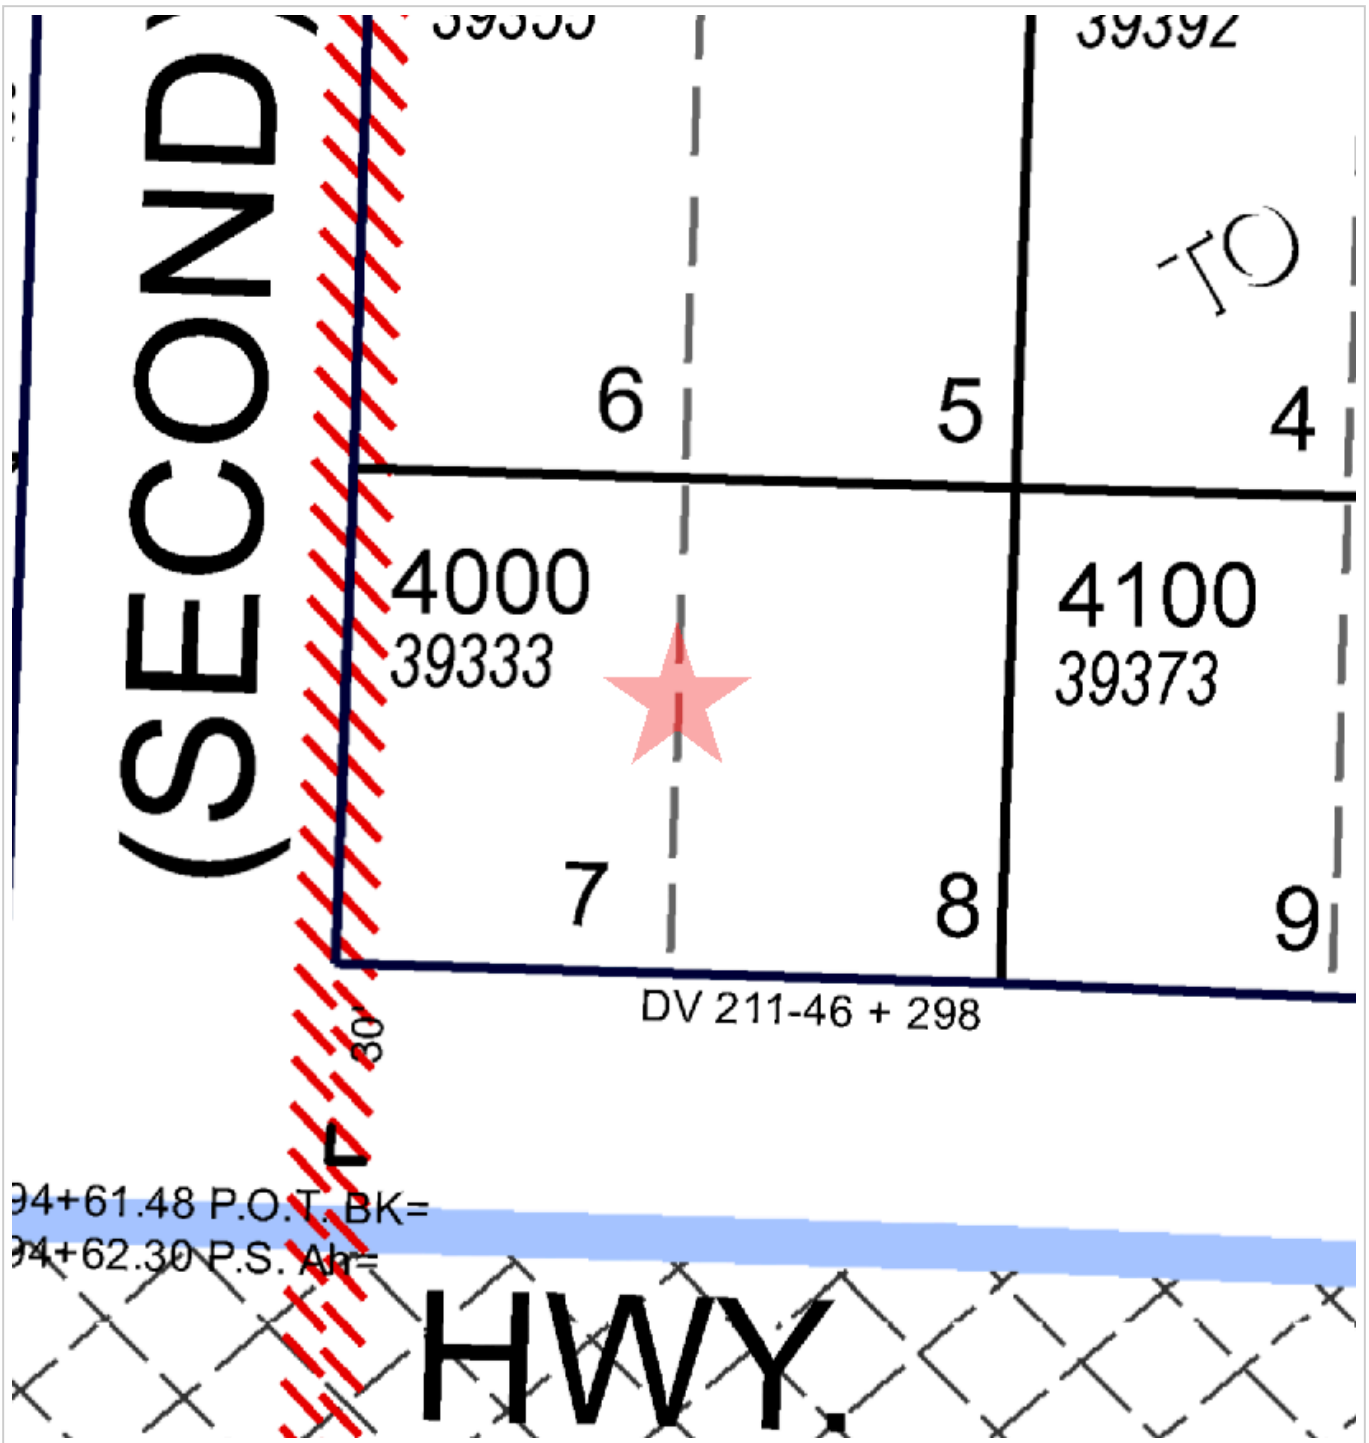 (SECOND)
39392
TO
6
5
4
4000
39333
4100
39373
7
8
9
DV 211-46 + 298
30'
94+61.48 P.O.T. BK=
94+62.30 P.S. Ah=
HWY.